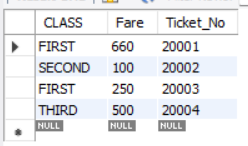 CLASS Fare Ticket_No
FIRST 660 20001
SECOND 100 20002
FIRST 250 20003
THIRD 500 20004
NULL NULL NULL